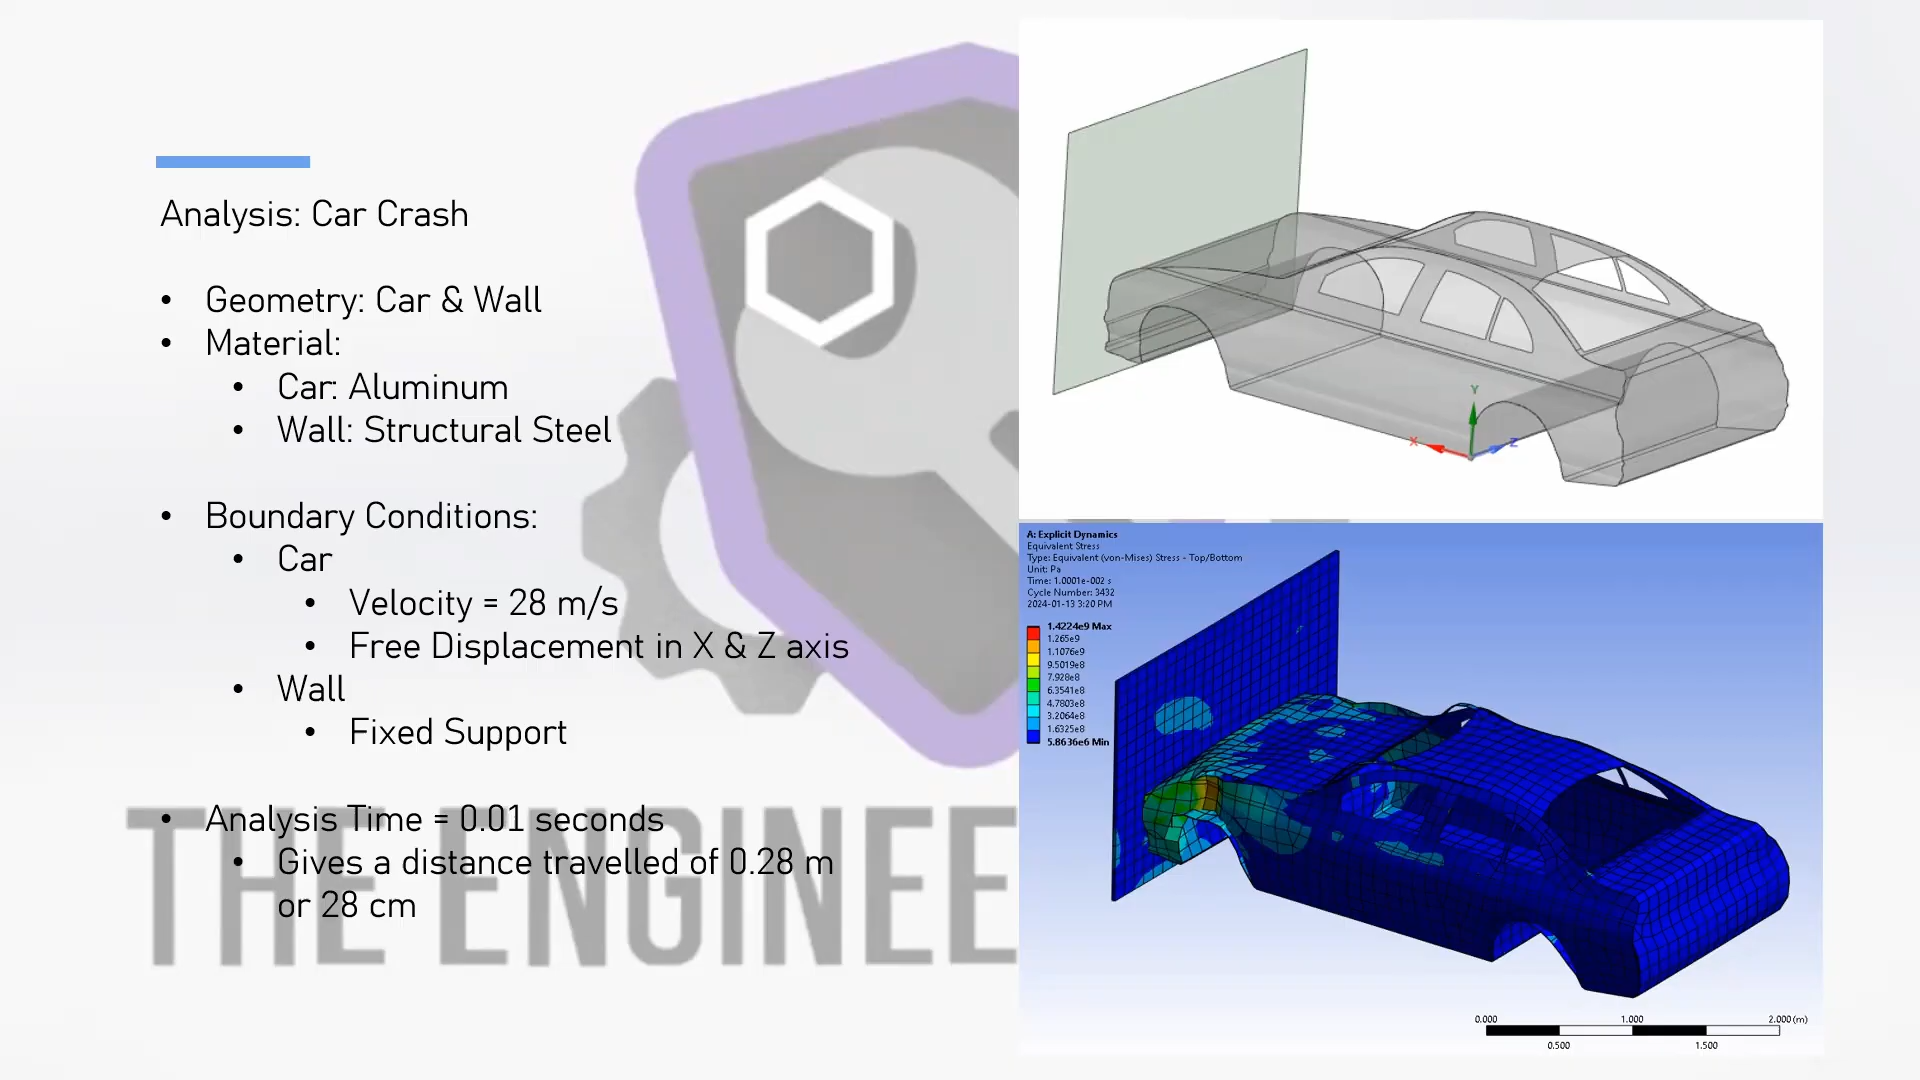 Analysis: Car Crash
• Geometry: Car & Wall
• Material:
• Car: Aluminum
• Wall: Structural Steel
• Boundary Conditions:
• Car
• Velocity = 28 m/s
• Free Displacement in X & Z axis
• Wall
• Fixed Support
• Analysis Time = 0.01 seconds
• Gives a distance travelled of 0.28 m
or 28 cm
THE ENGINEE
Y
X
Z
A: Explicit Dynamics
Equivalent Stress
Type: Equivalent (von-Mises) Stress - Top/Bottom
Unit: Pa
Time: 1.0001e-002 s
Cycle Number: 3432
2024-01-13 3:20 PM
1.4224e9 Max
1.265e9
1.1076e9
9.5019e8
7.928e8
6.3541e8
4.7803e8
3.2064e8
1.6325e8
5.8636e6 Min
0.000 1.000 2.000 (m)
0.500 1.500